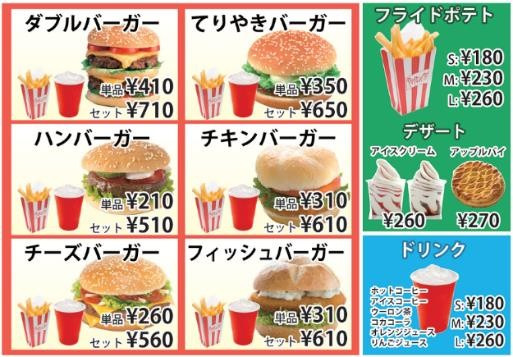 ダブルバーガー
単品 ¥410
セット ¥710
てりやきバーガー
単品 ¥350
セット ¥650
ハンバーガー
単品 ¥210
セット ¥510
チキンバーガー
単品 ¥310
セット ¥610
チーズバーガー
単品 ¥260
セット ¥560
フィッシュバーガー
単品 ¥310
セット ¥610
フライドポテト
S: ¥180
M: ¥230
L: ¥260
デザート
アイスクリーム
¥260
アップルパイ
¥270
ドリンク
ホットコーヒー
アイスコーヒー
ウーロン茶
コカコーラ
オレンジジュース
りんごジュース
S: ¥180
M: ¥230
L: ¥260